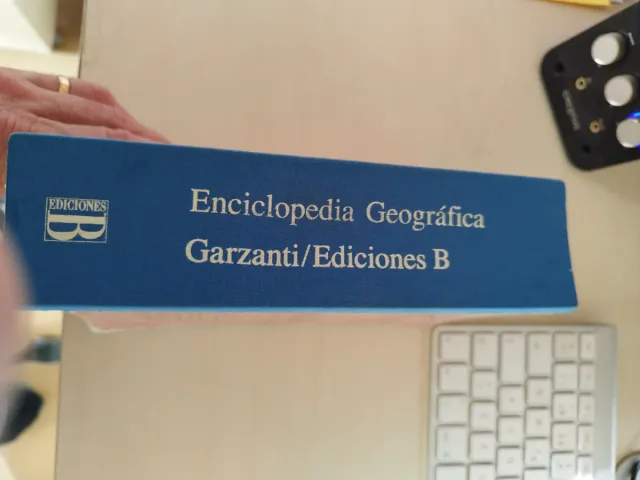 EDICIONES
B
Enciclopedia Geográfica
Garzanti/Ediciones B